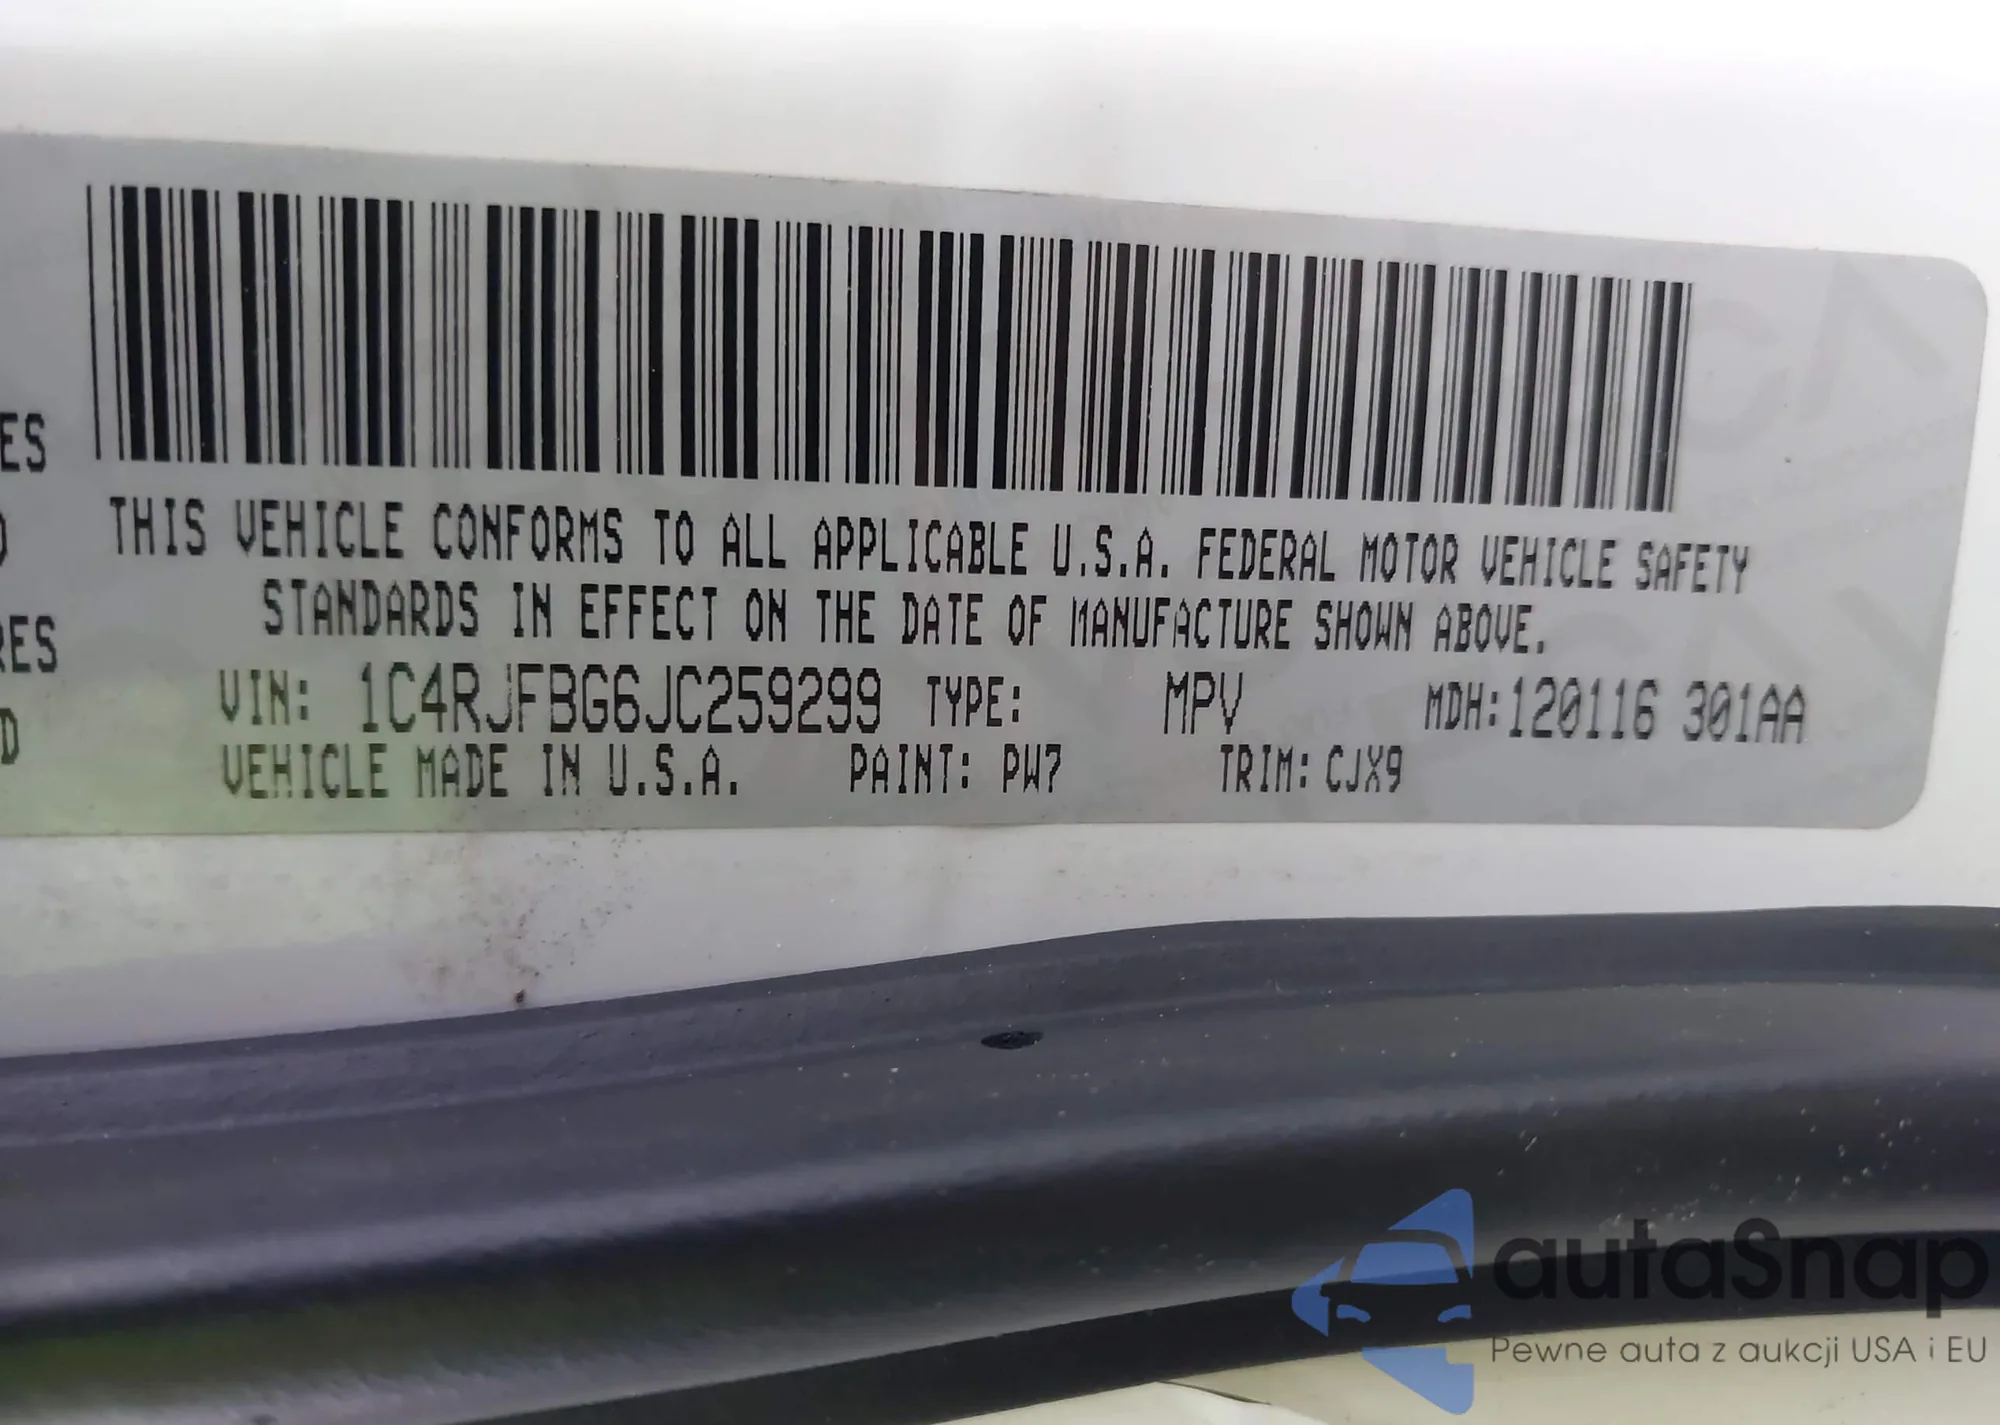 ES
RES
D
THIS VEHICLE CONFORMS TO ALL APPLICABLE U.S.A. FEDERAL MOTOR VEHICLE SAFETY
STANDARDS IN EFFECT ON THE DATE OF MANUFACTURE SHOWN ABOVE.
VIN: 1C4RJFBG6JC259299 TYPE: MPV MDH:120116 301AA
VEHICLE MADE IN U.S.A. PAINT: PW7 TRIM: CJX9
autaSnap
Pewne auta z aukcji USA i EU